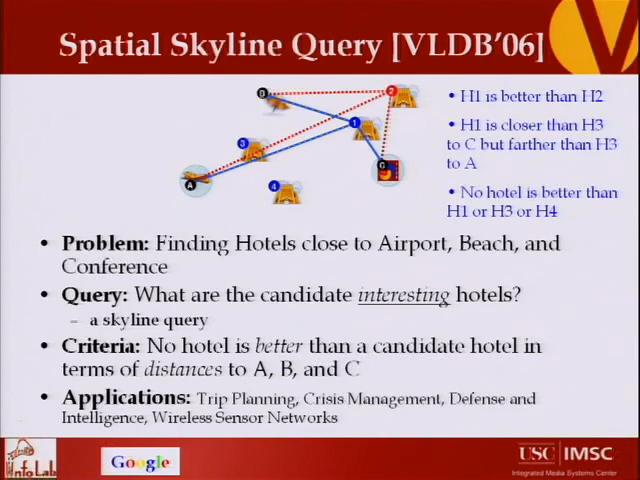 Spatial Skyline Query [VLDB'06]
B
2
1
3
C
A
4
• H1 is better than H2
• H1 is closer than H3
to C but farther than H3
to A
• No hotel is better than
H1 or H3 or H4
• Problem: Finding Hotels close to Airport, Beach, and
Conference
• Query: What are the candidate interesting hotels?
– a skyline query
• Criteria: No hotel is better than a candidate hotel in
terms of distances to A, B, and C
• Applications: Trip Planning, Crisis Management, Defense and
Intelligence, Wireless Sensor Networks
InfoLab
Google
USC IMSC
Integrated Media Systems Center